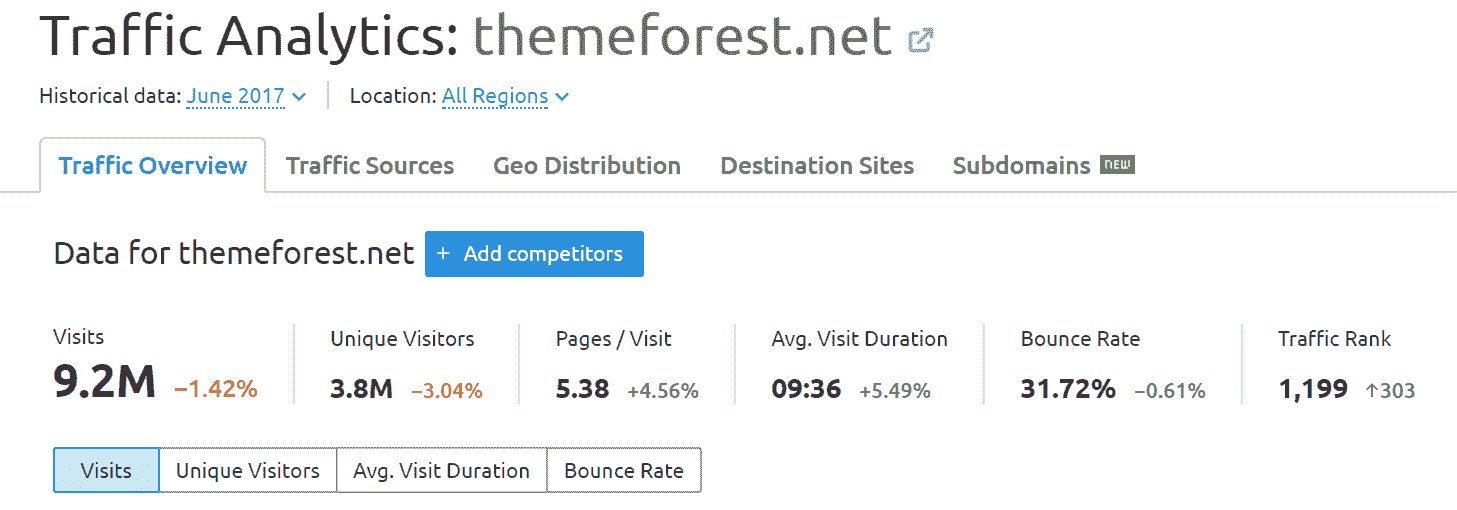 Traffic Analytics: themeforest.net
Historical data: June 2017 Location: All Regions
Traffic Overview Traffic Sources Geo Distribution Destination Sites Subdomains NEW
Data for themeforest.net + Add competitors
Visits Unique Visitors Pages / Visit Avg. Visit Duration Bounce Rate Traffic Rank
9.2M −1.42% 3.8M −3.04% 5.38 +4.56% 09:36 +5.49% 31.72% −0.61% 1,199 ↑303
Visits Unique Visitors Avg. Visit Duration Bounce Rate